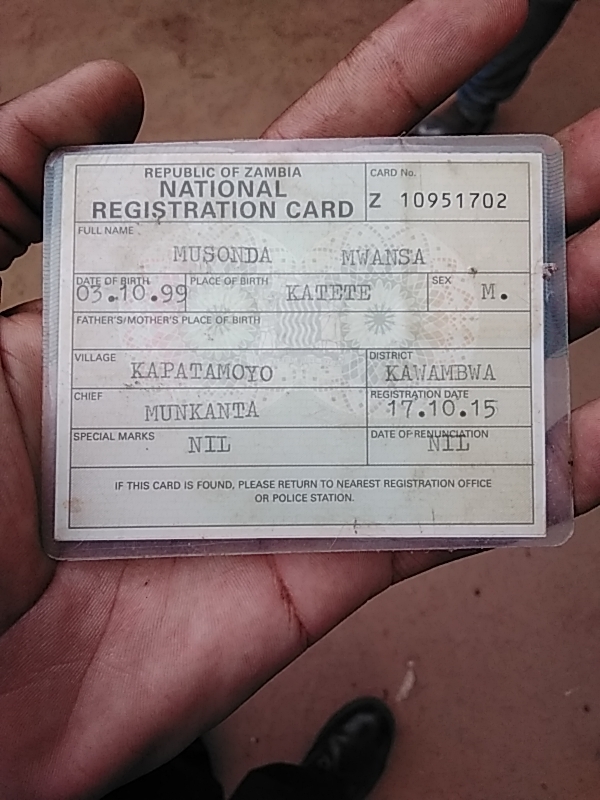 REPUBLIC OF ZAMBIA
NATIONAL
REGISTRATION CARD
CARD No.
Z 10951702
FULL NAME
MUSONDA MWANSA
DATE OF BIRTH PLACE OF BIRTH SEX
03.10.99 KATETE M.
FATHER'S/MOTHER'S PLACE OF BIRTH
VILLAGE DISTRICT
KAPATAMOYO KAWAMBWA
CHIEF REGISTRATION DATE
MUNKANTA 17.10.15
SPECIAL MARKS DATE OF RENUNCIATION
NIL NIL
IF THIS CARD IS FOUND, PLEASE RETURN TO NEAREST REGISTRATION OFFICE
OR POLICE STATION.